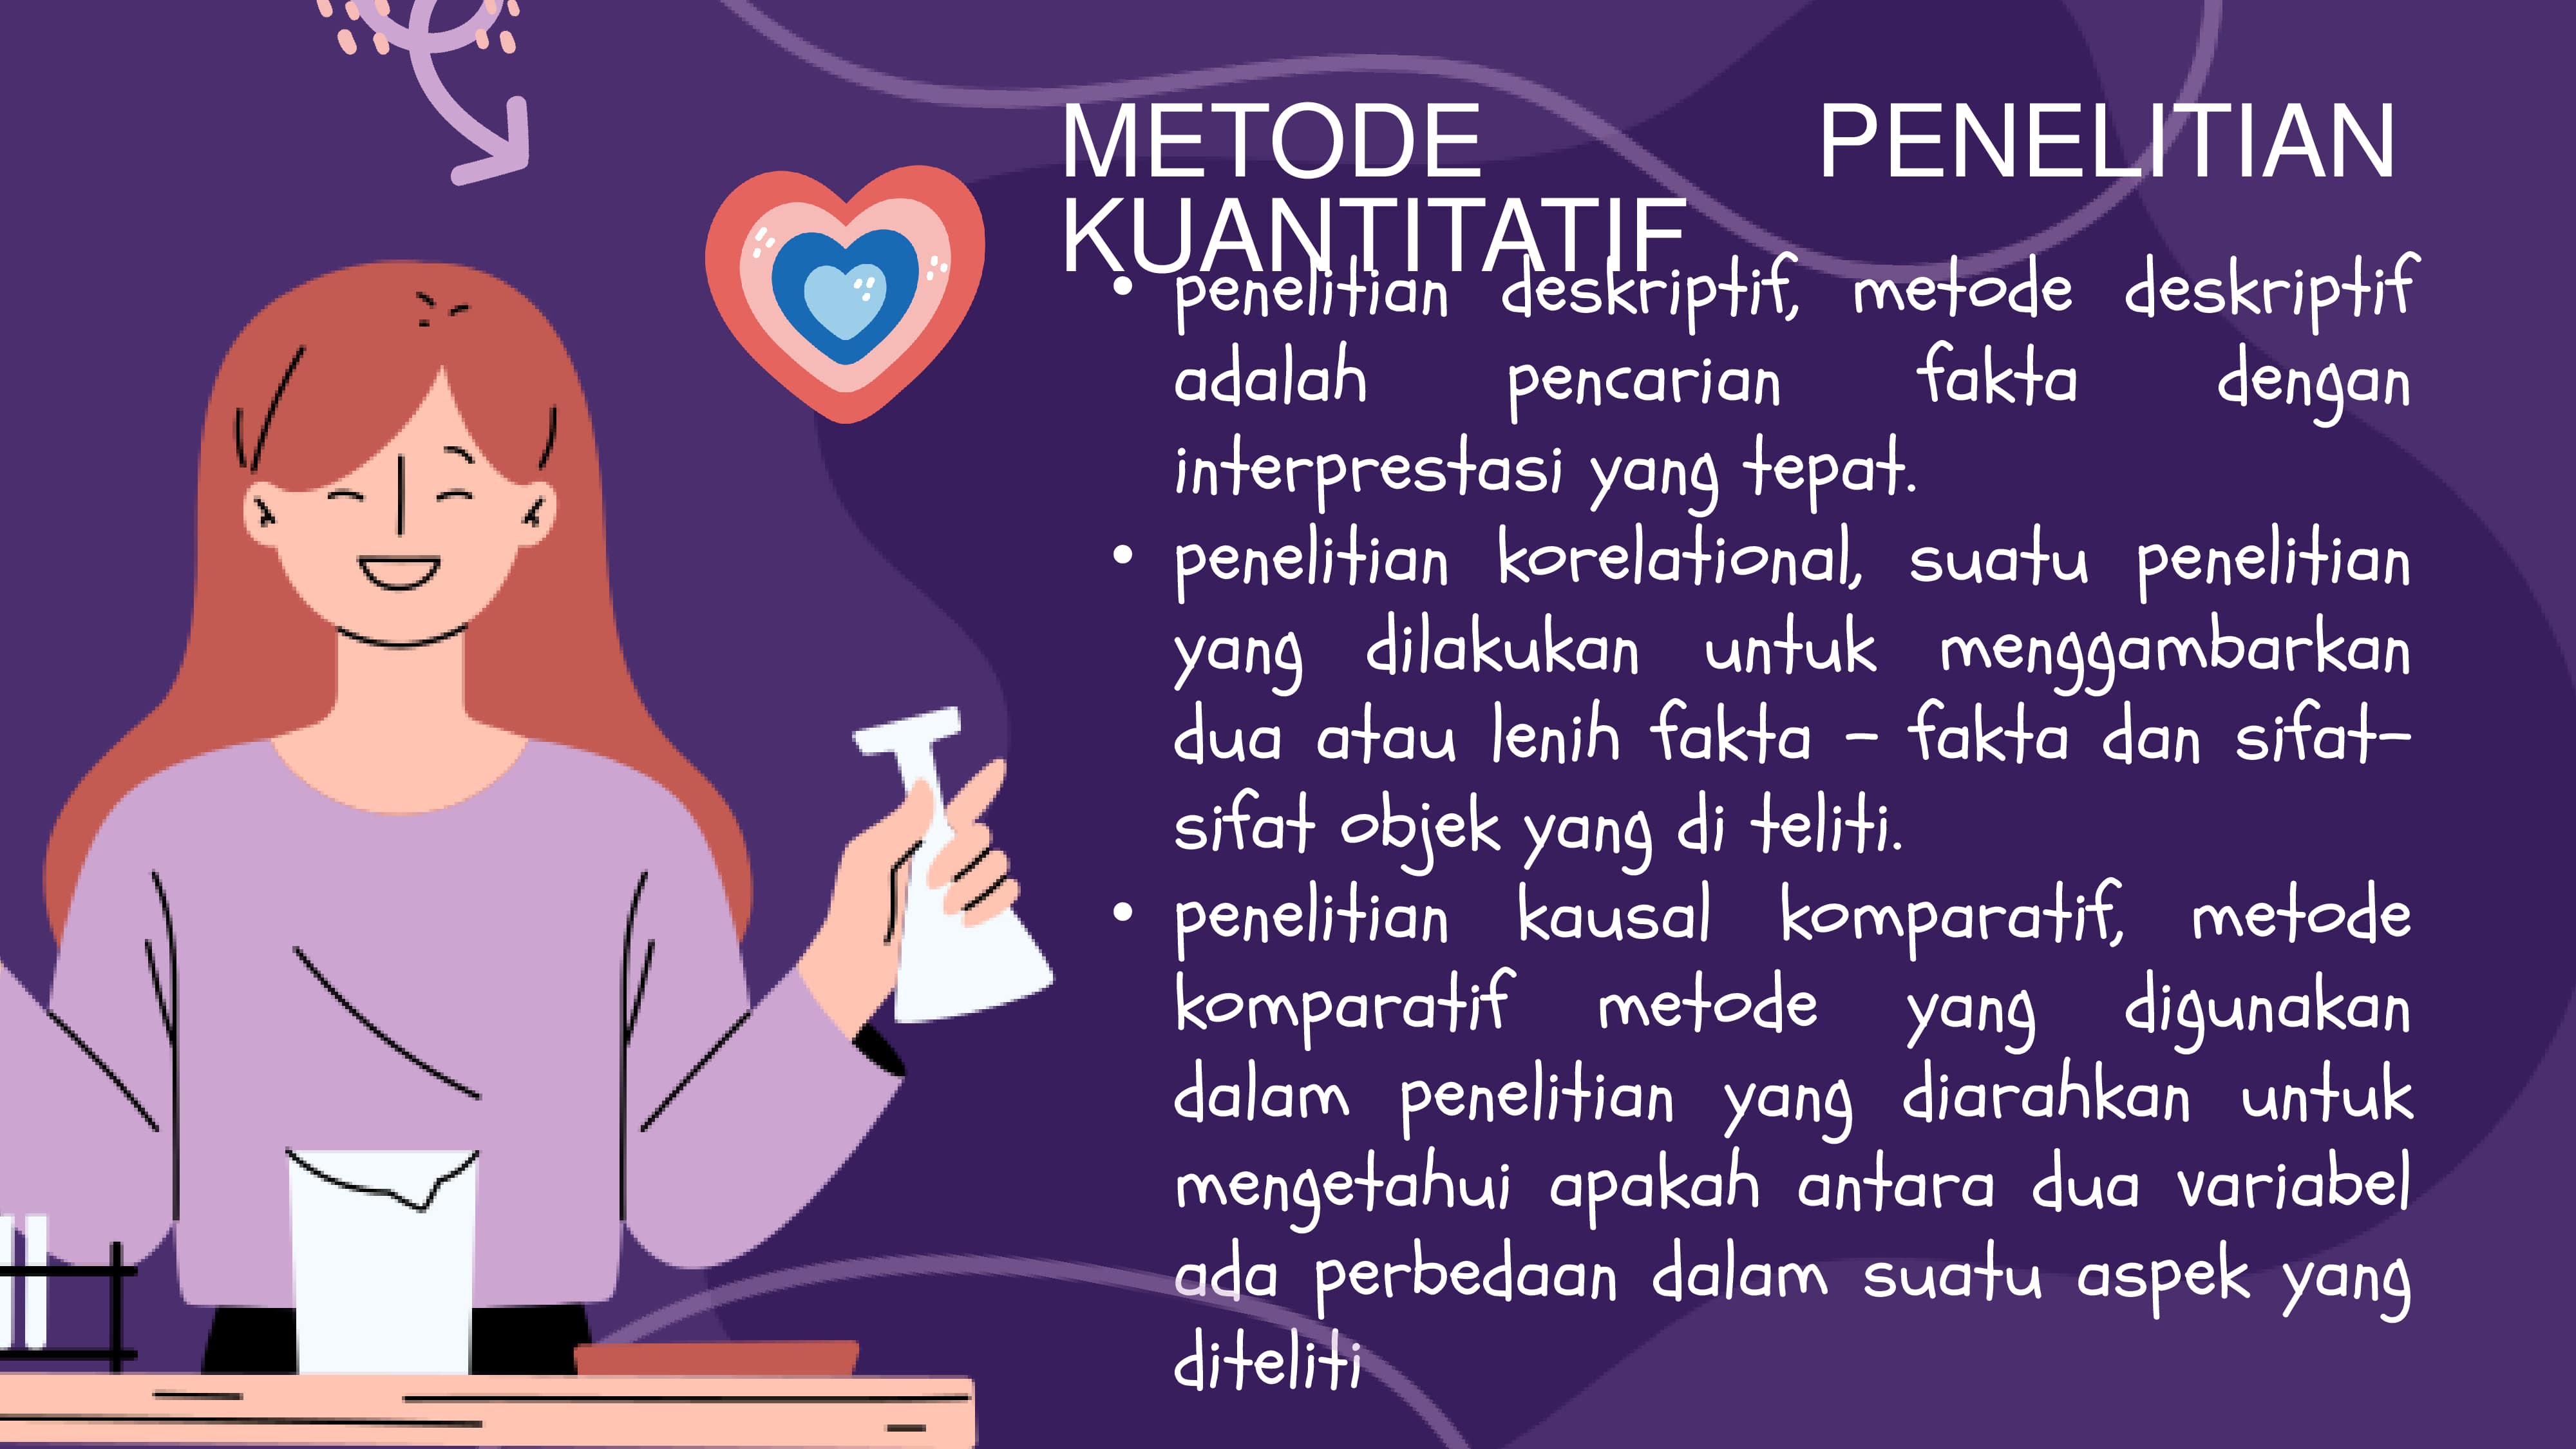 METODE PENELITIAN
KUANTITATIF
• penelitian deskriptif, metode deskriptif
adalah pencarian fakta dengan
interprestasi yang tepat.
• penelitian korelational, suatu penelitian
yang dilakukan untuk menggambarkan
dua atau lenih fakta - fakta dan sifat-
sifat objek yang di teliti.
• penelitian kausal komparatif, metode
komparatif metode yang digunakan
dalam penelitian yang diarahkan untuk
mengetahui apakah antara dua variabel
ada perbedaan dalam suatu aspek yang
diteliti